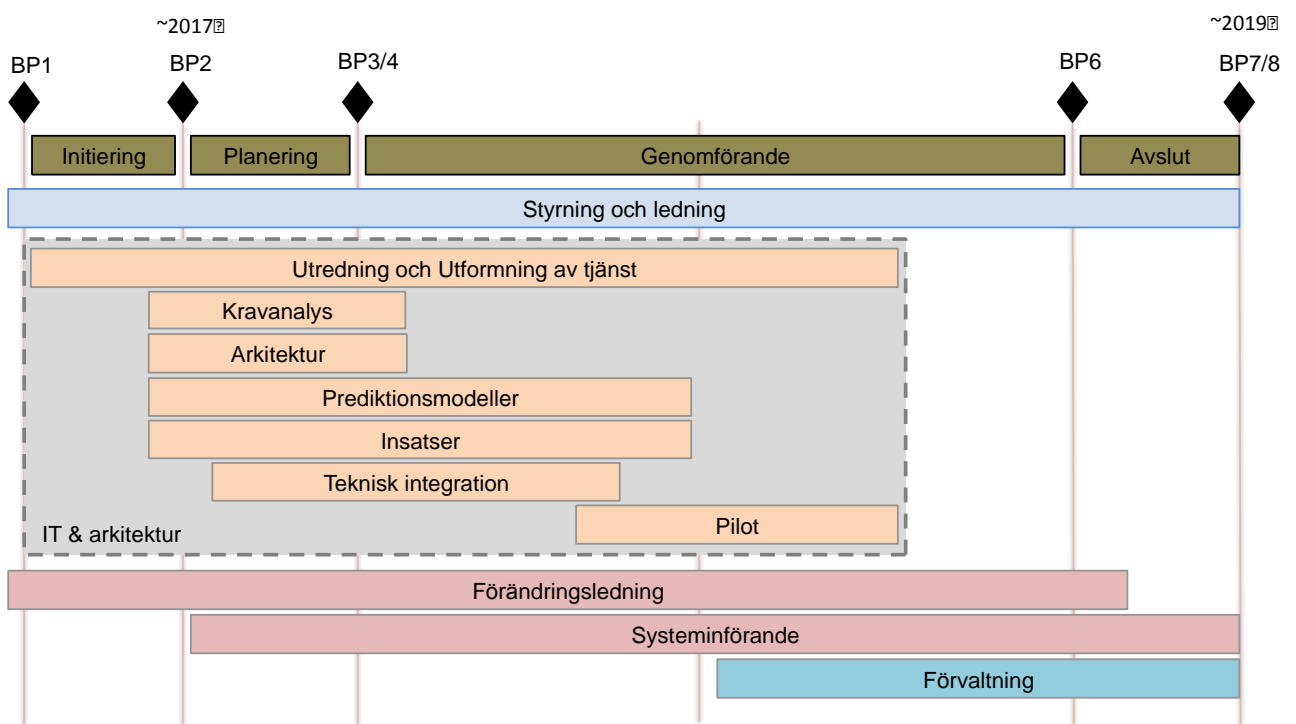 ~2017⍰
~2019⍰
BP1
BP2
BP3/4
BP6
BP7/8
Initiering
Planering
Genomförande
Avslut
Styrning och ledning
Utredning och Utformning av tjänst
Kravanalys
Arkitektur
Prediktionsmodeller
Insatser
Teknisk integration
Pilot
IT & arkitektur
Förändringsledning
Systeminförande
Förvaltning